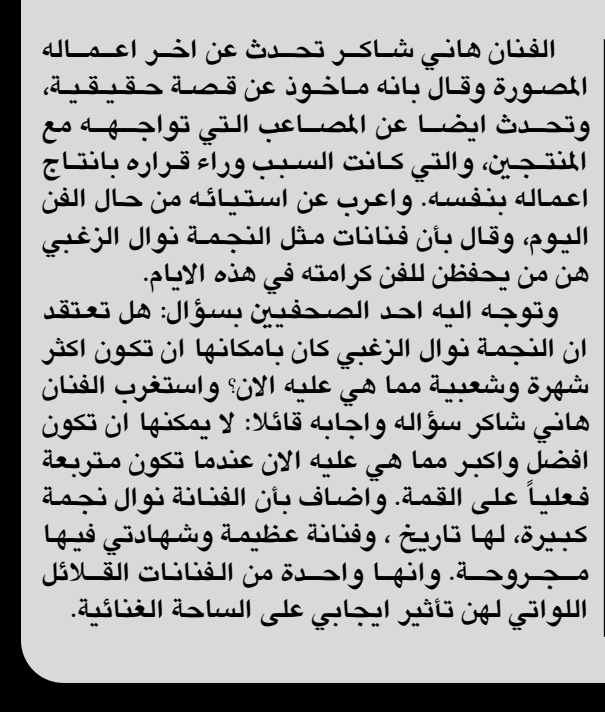 الفنان هاني شاكر تحدث عن اخر اعماله
المصورة وقال بانه ماخوذ عن قصة حقيقية،
وتحدث ايضا عن المصاعب التي تواجهه مع
المنتجين، والتي كانت السبب وراء قراره بانتاج
اعماله بنفسه. واعرب عن استيائه من حال الفن
اليوم، وقال بأن فنانات مثل النجمة نوال الزغبي
هن من يحفظن للفن كرامته في هذه الايام.
وتوجه اليه احد الصحفيين بسؤال: هل تعتقد
ان النجمة نوال الزغبي كان بامكانها ان تكون اكثر
شهرة وشعبية مما هي عليه الان؟ واستغرب الفنان
هاني شاكر سؤاله واجابه قائلا: لا يمكنها ان تكون
افضل واكبر مما هي عليه الان عندما تكون متربعة
فعلياً على القمة. واضاف بأن الفنانة نوال نجمة
كبيرة، لها تاريخ ، وفنانة عظيمة وشهادتي فيها
مجروحة. وانها واحدة من الفنانات القلائل
اللواتي لهن تأثير ايجابي على الساحة الغنائية.